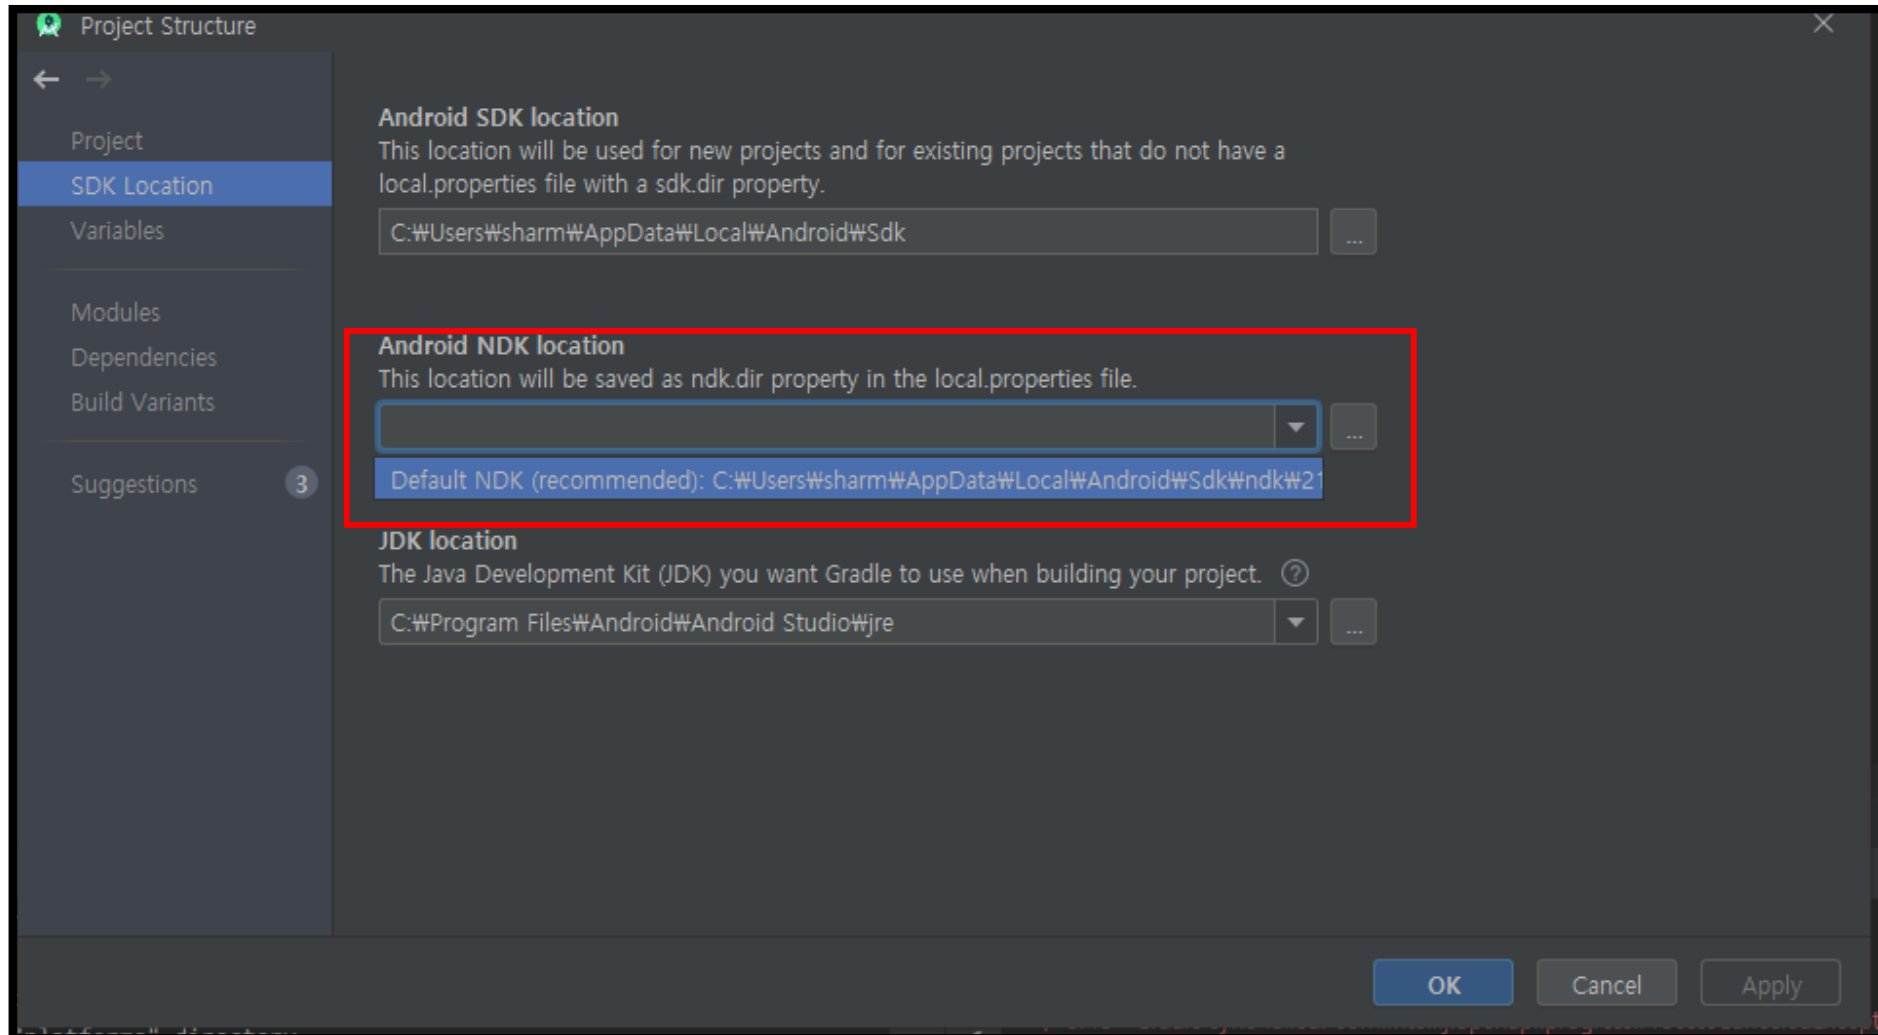 Project Structure
Project
SDK Location
Variables
Modules
Dependencies
Build Variants
Suggestions 3
Android SDK location
This location will be used for new projects and for existing projects that do not have a
local.properties file with a sdk.dir property.
C:₩Users₩sharm₩AppData₩Local₩Android₩Sdk
...
Android NDK location
This location will be saved as ndk.dir property in the local.properties file.
...
Default NDK (recommended): C:₩Users₩sharm₩AppData₩Local₩Android₩Sdk₩ndk₩21
JDK location
The Java Development Kit (JDK) you want Gradle to use when building your project. ?
C:₩Program Files₩Android₩Android Studio₩jre
...
OK Cancel Apply
"platforms" directory